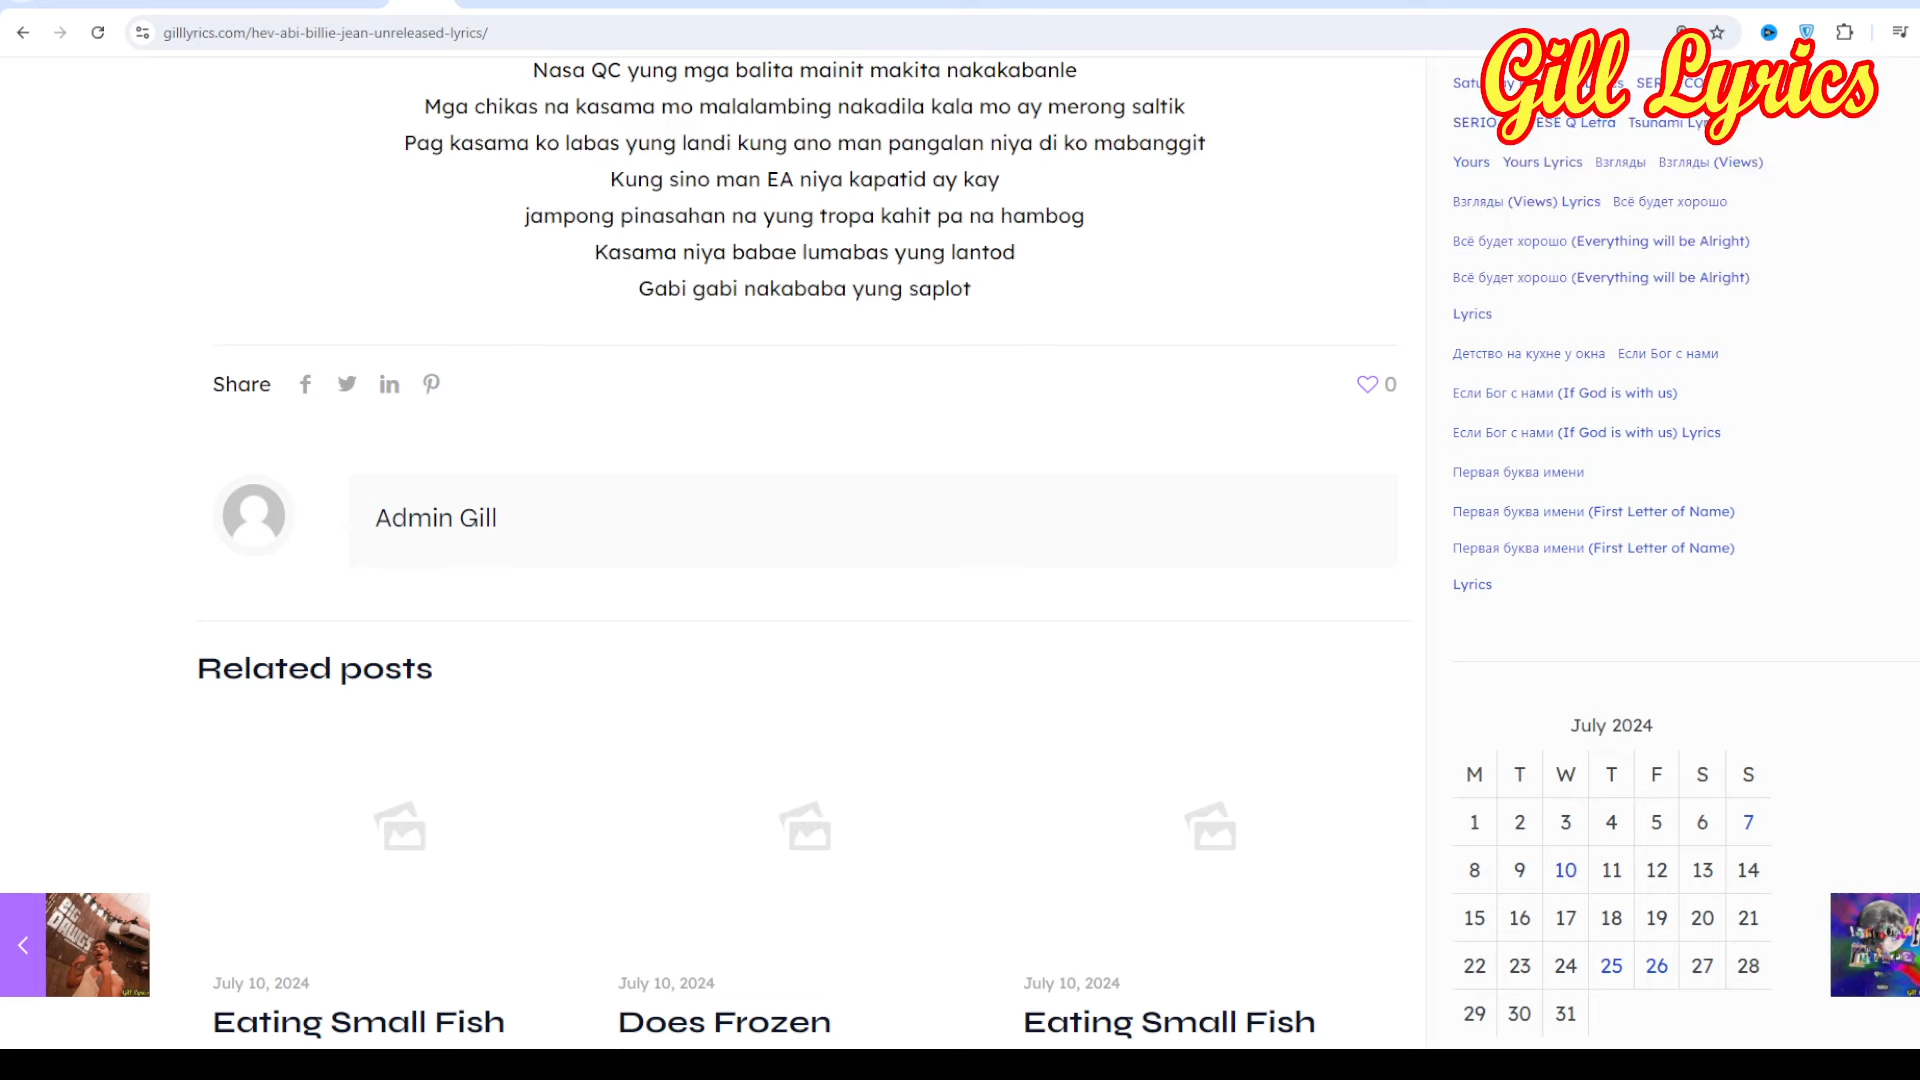 gilllyrics.com/hev-abi-billie-jean-unreleased-lyrics/
Gill Lyrics
Nasa QC yung mga balita mainit makita nakakabanle
Mga chikas na kasama mo malalambing nakadila kala mo ay merong saltik
Pag kasama ko labas yung landi kung ano man pangalan niya di ko mabanggit
Kung sino man EA niya kapatid ay kay
jampong pinasahan na yung tropa kahit pa na hambog
Kasama niya babae lumabas yung lantod
Gabi gabi nakababa yung saplot
Share
0
Admin Gill
Related posts
July 10, 2024
Eating Small Fish
July 10, 2024
Does Frozen
July 10, 2024
Eating Small Fish
SERIO ESE Q Letra Tsunami
Yours Yours Lyrics Взгляды Взгляды (Views)
Взгляды (Views) Lyrics Всё будет хорошо
Всё будет хорошо (Everything will be Alright)
Всё будет хорошо (Everything will be Alright)
Lyrics
Детство на кухне у окна Если Бог с нами
Если Бог с нами (If God is with us)
Если Бог с нами (If God is with us) Lyrics
Первая буква имени
Первая буква имени (First Letter of Name)
Первая буква имени (First Letter of Name)
Lyrics
July 2024
M T W T F S S
1 2 3 4 5 6 7
8 9 10 11 12 13 14
15 16 17 18 19 20 21
22 23 24 25 26 27 28
29 30 31
BIG DAWGS